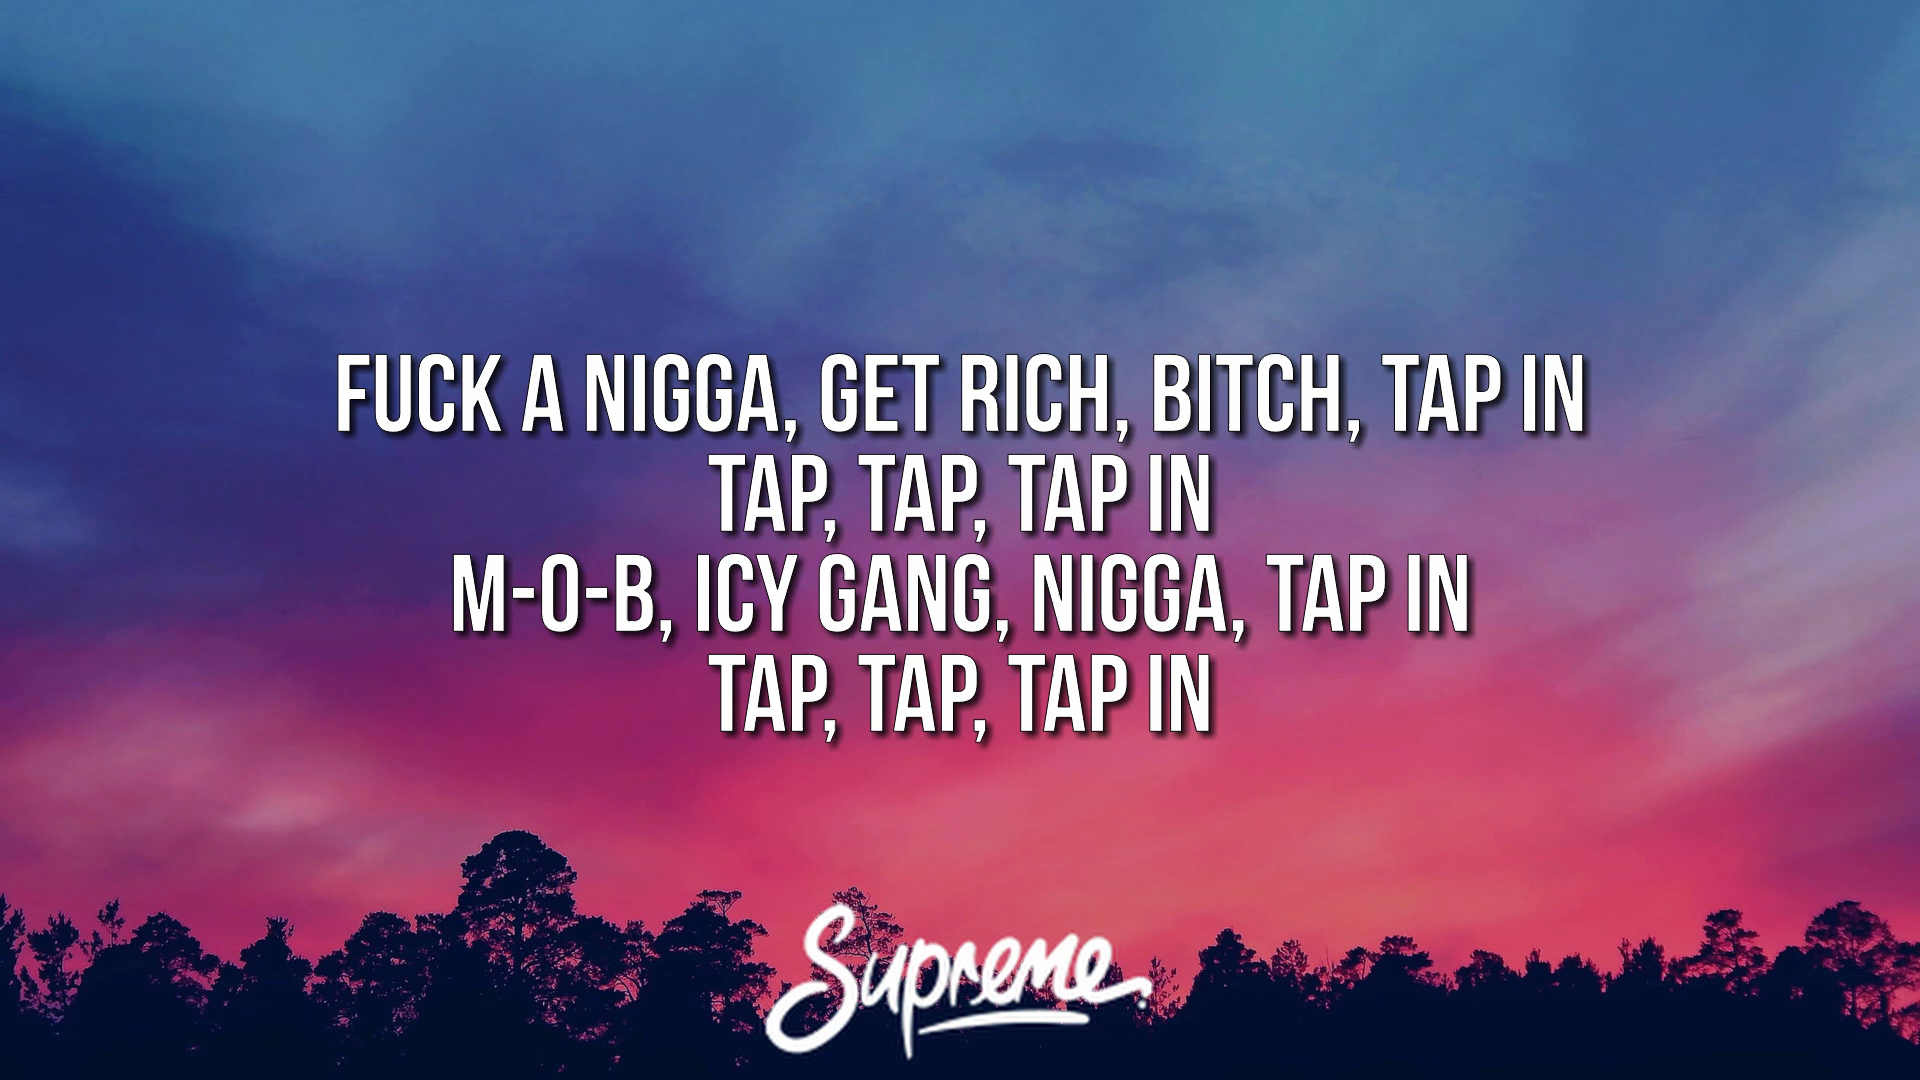 FUCK A NIGGA, GET RICH, BITCH, TAP IN
TAP, TAP, TAP IN
M-O-B, ICY GANG, NIGGA, TAP IN
TAP, TAP, TAP IN
Supreme.